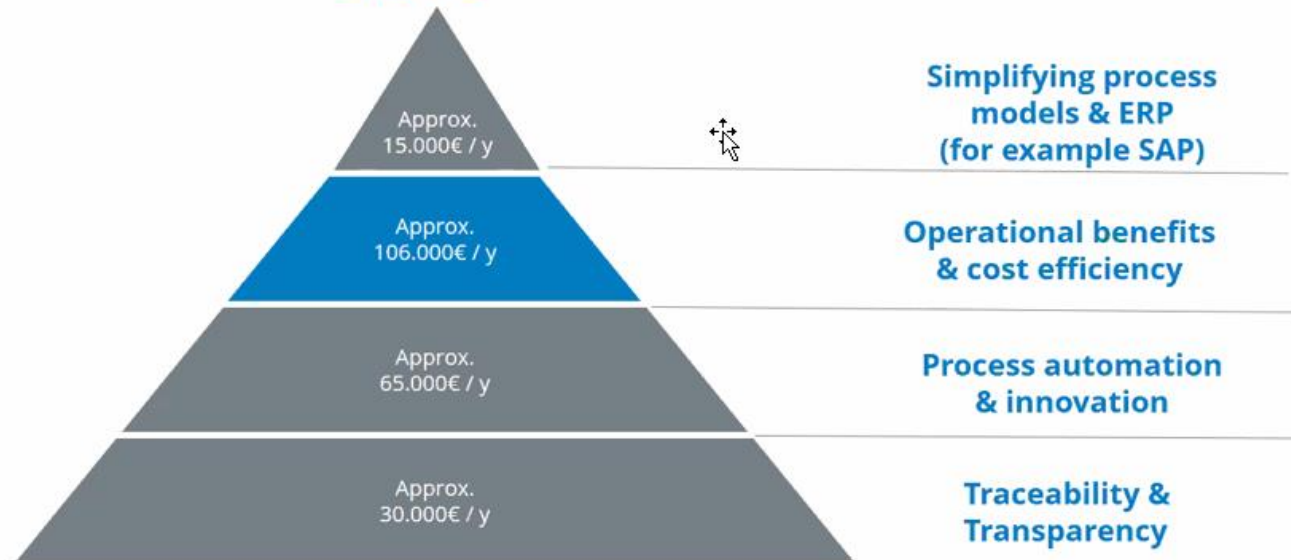 Approx.
15.000€ / y
Simplifying process
models & ERP
(for example SAP)
Approx.
106.000€ / y
Operational benefits
& cost efficiency
Approx.
65.000€ / y
Process automation
& innovation
Approx.
30.000€ / y
Traceability &
Transparency